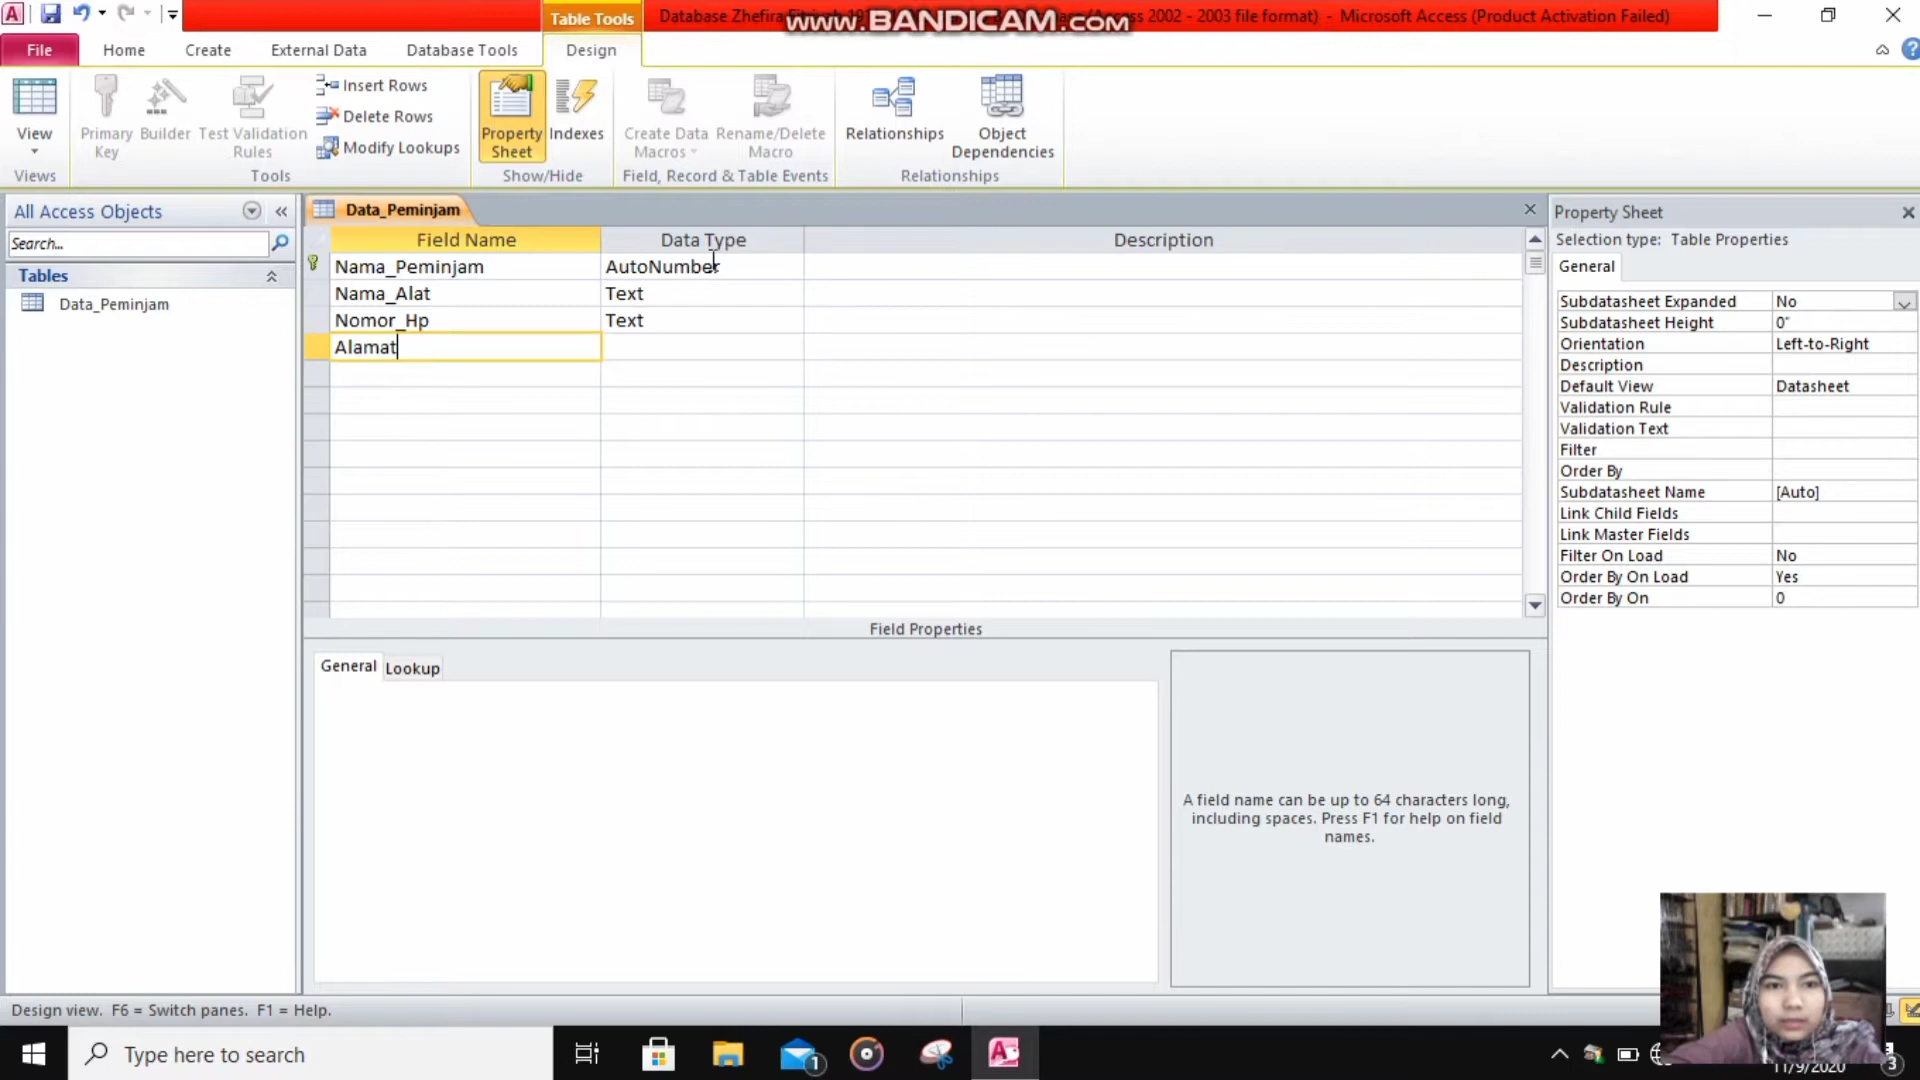 Table Tools
Database Zhefira Fitriyah 19
(Access 2002 - 2003 file format) - Microsoft Access (Product Activation Failed)
www.BANDICAM.com
File
Home
Create
External Data
Database Tools
Design
View
Primary Key
Builder
Test Validation Rules
Insert Rows
Delete Rows
Modify Lookups
Property Sheet
Indexes
Create Data Macros
Rename/Delete Macro
Relationships
Object Dependencies
Views
Tools
Show/Hide
Field, Record & Table Events
Relationships
All Access Objects
Search...
Tables
Data_Peminjam
Data_Peminjam
Field Name Data Type Description
Nama_Peminjam AutoNumber
Nama_Alat Text
Nomor_Hp Text
Alamat
Field Properties
General Lookup
A field name can be up to 64 characters long,
including spaces. Press F1 for help on field
names.
Property Sheet
Selection type: Table Properties
General
Subdatasheet Expanded No
Subdatasheet Height 0"
Orientation Left-to-Right
Description
Default View Datasheet
Validation Rule
Validation Text
Filter
Order By
Subdatasheet Name [Auto]
Link Child Fields
Link Master Fields
Filter On Load No
Order By On Load Yes
Order By On 0
Design view. F6 = Switch panes. F1 = Help.
Type here to search
1
11/9/2020
3